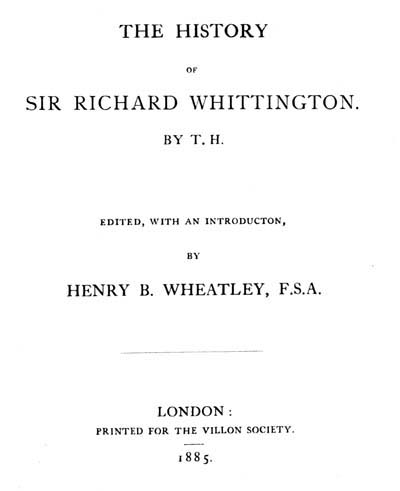 THE HISTORY
OF
SIR RICHARD WHITTINGTON.
BY T. H.
EDITED, WITH AN INTRODUCTON,
BY
HENRY B. WHEATLEY, F.S.A.
LONDON:
PRINTED FOR THE VILLON SOCIETY.
1885.